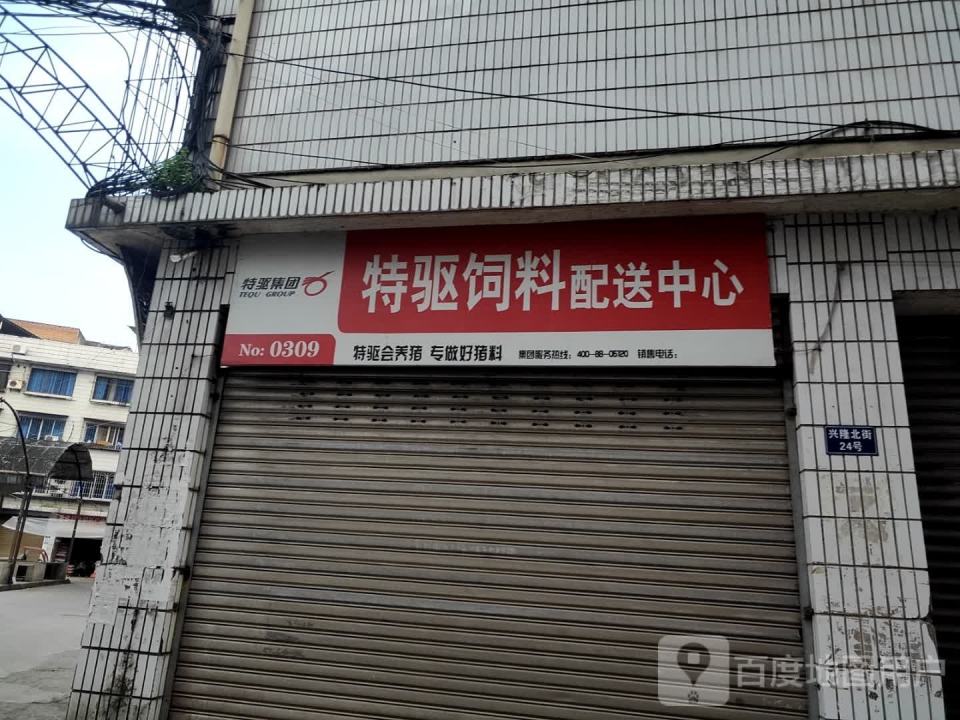 特驱集团
TEQU GROUP
特驱饲料配送中心
No: 0309
特驱会养猪 专做好猪料 集团服务热线：400-88-05120 销售电话：
兴隆北街
24号
百度地图用户